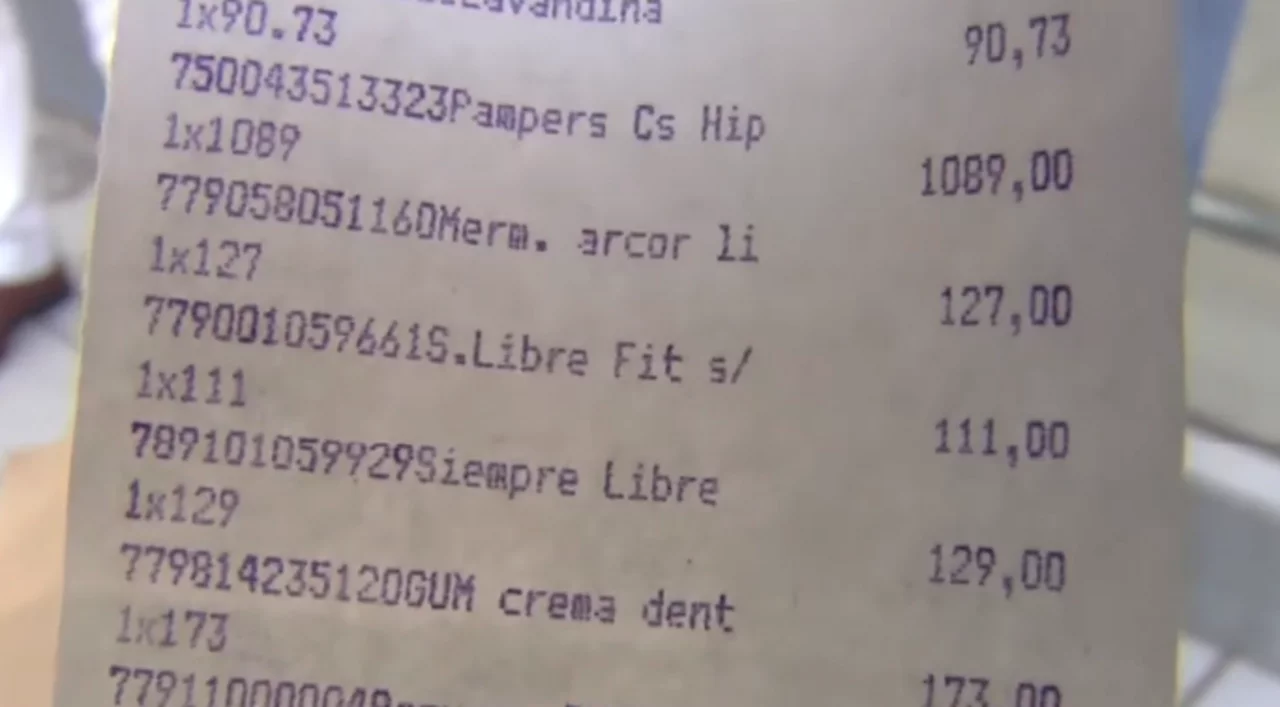 1x90.73 90,73
750043513323Pampers Cs Hip
1x1089 1089,00
779058051160Merm. arcor li
1x127 127,00
779001059661S.Libre Fit s/
1x111 111,00
789101059929Siempre Libre
1x129 129,00
779814235120GUM crema dent
1x173 173,00